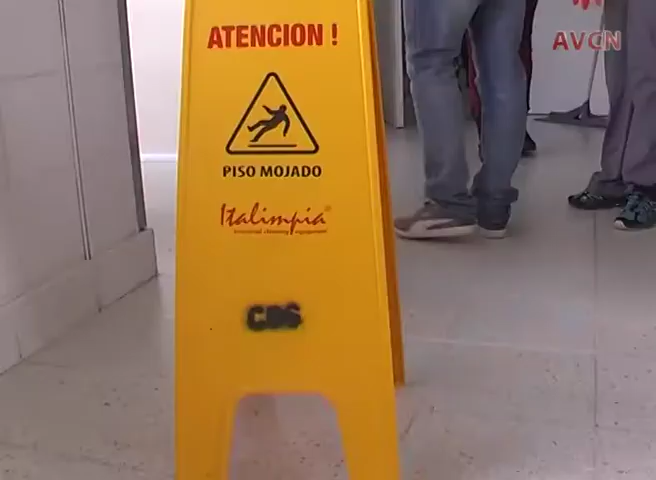 ATENCION !
AVCN
PISO MOJADO
Italimpia
CDS